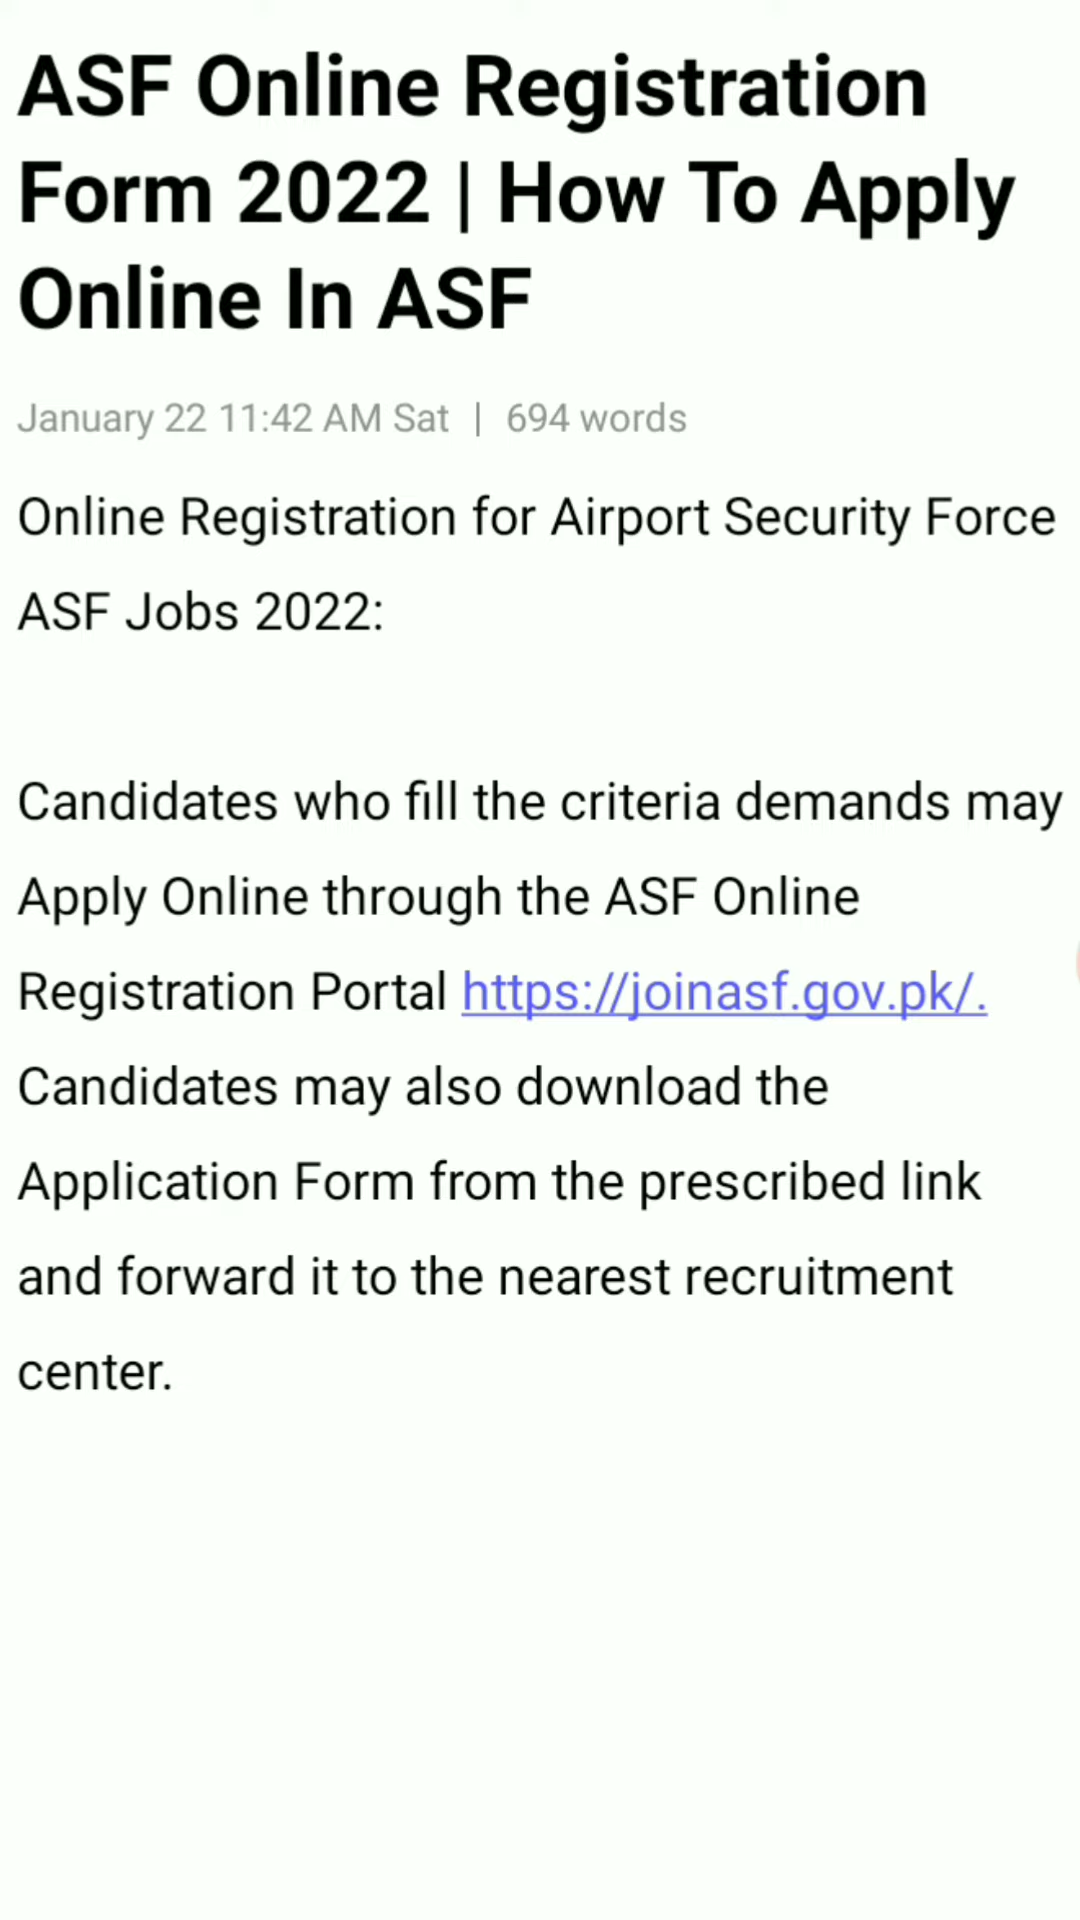 ASF Online Registration
Form 2022 | How To Apply
Online In ASF
January 22 11:42 AM Sat | 694 words
Online Registration for Airport Security Force
ASF Jobs 2022:
Candidates who fill the criteria demands may
Apply Online through the ASF Online
Registration Portal https://joinasf.gov.pk/.
Candidates may also download the
Application Form from the prescribed link
and forward it to the nearest recruitment
center.